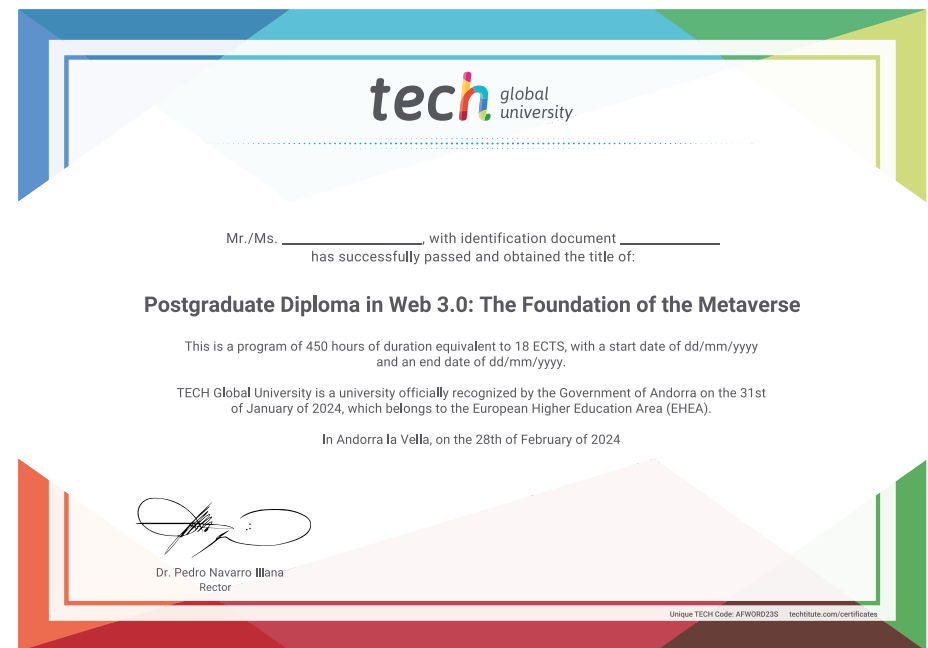 tech global university
Mr./Ms. ____________, with identification document ____________
has successfully passed and obtained the title of:
Postgraduate Diploma in Web 3.0: The Foundation of the Metaverse
This is a program of 450 hours of duration equivalent to 18 ECTS, with a start date of dd/mm/yyyy
and an end date of dd/mm/yyyy.
TECH Global University is a university officially recognized by the Government of Andorra on the 31st
of January of 2024, which belongs to the European Higher Education Area (EHEA).
In Andorra la Vella, on the 28th of February of 2024
Dr. Pedro Navarro Illana
Rector
Unique TECH Code: AFWORD23S techtitute.com/certificates